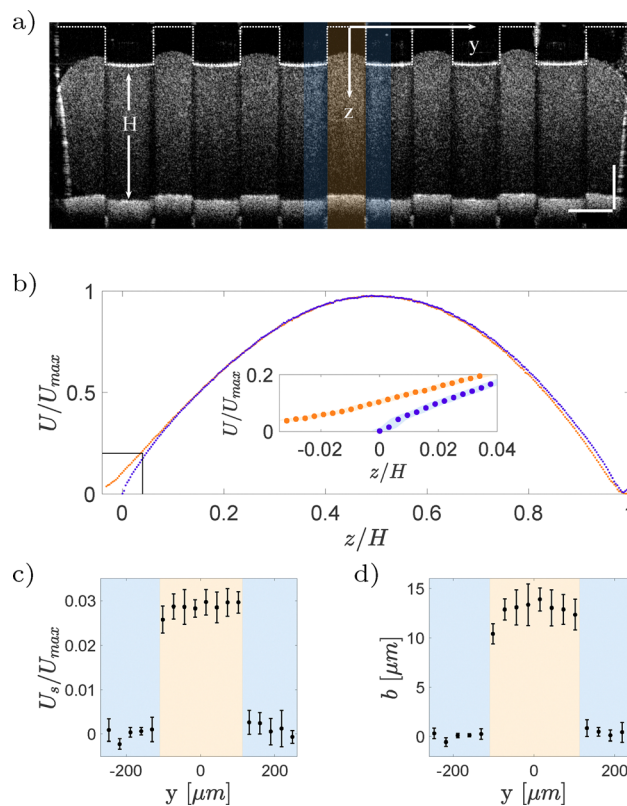 a)
y
z
H
b)
1
0.5
0
U/U_max
0 0.2 0.4 0.6 0.8 1
z/H
0.2
0
U/U_max
-0.02 0 0.02 0.04
z/H
c)
0.03
0.02
0.01
0
U_s/U_max
-200 0 200
y [μm]
d)
15
10
5
0
b [μm]
-200 0 200
y [μm]